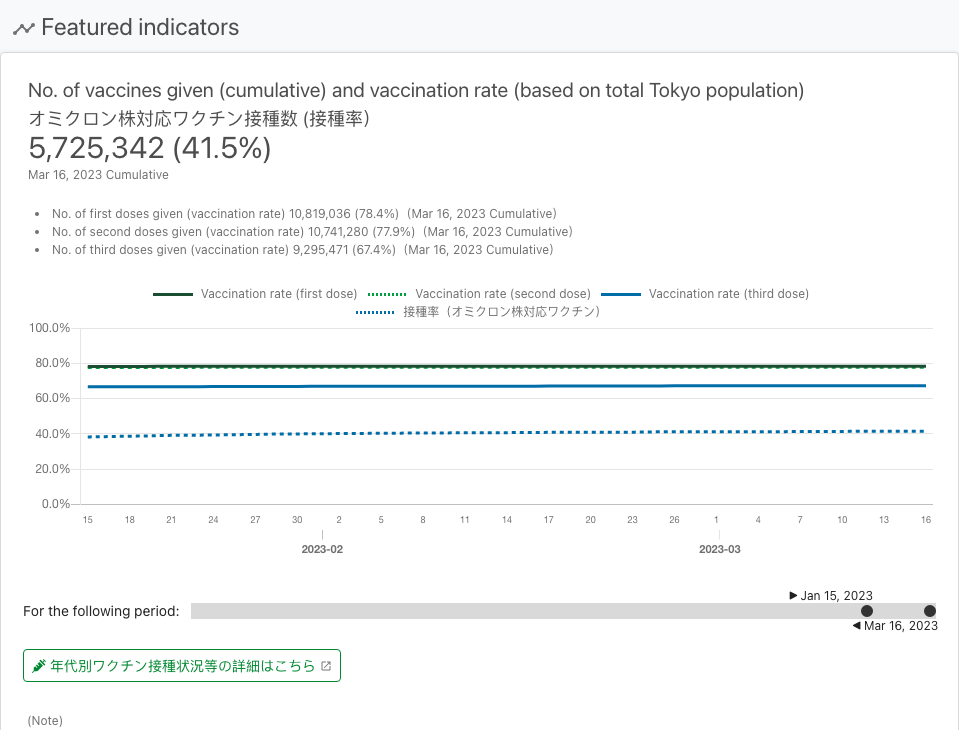 Featured indicators
No. of vaccines given (cumulative) and vaccination rate (based on total Tokyo population)
オミクロン株対応ワクチン接種数 (接種率)
5,725,342 (41.5%)
Mar 16, 2023 Cumulative
No. of first doses given (vaccination rate) 10,819,036 (78.4%)  (Mar 16, 2023 Cumulative)
No. of second doses given (vaccination rate) 10,741,280 (77.9%)  (Mar 16, 2023 Cumulative)
No. of third doses given (vaccination rate) 9,295,471 (67.4%)  (Mar 16, 2023 Cumulative)
Vaccination rate (first dose) Vaccination rate (second dose) Vaccination rate (third dose)
接種率（オミクロン株対応ワクチン）
100.0%
80.0%
60.0%
40.0%
20.0%
0.0%
15 18 21 24 27 30 2 5 8 11 14 17 20 23 26 1 4 7 10 13 16
2023-02 2023-03
Jan 15, 2023
For the following period:
Mar 16, 2023
年代別ワクチン接種状況等の詳細はこちら
(Note)